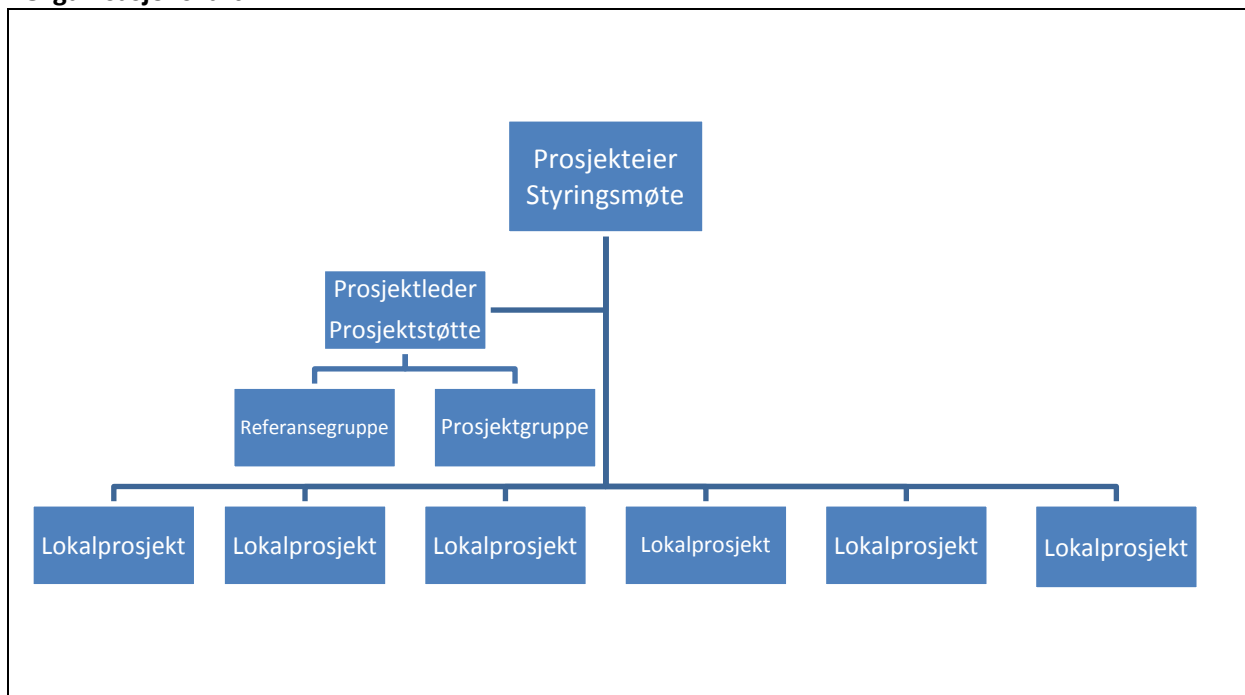 Prosjekteier
Styringsmøte
Prosjektleder
Prosjektstøtte
Referansegruppe
Prosjektgruppe
Lokalprosjekt
Lokalprosjekt
Lokalprosjekt
Lokalprosjekt
Lokalprosjekt
Lokalprosjekt